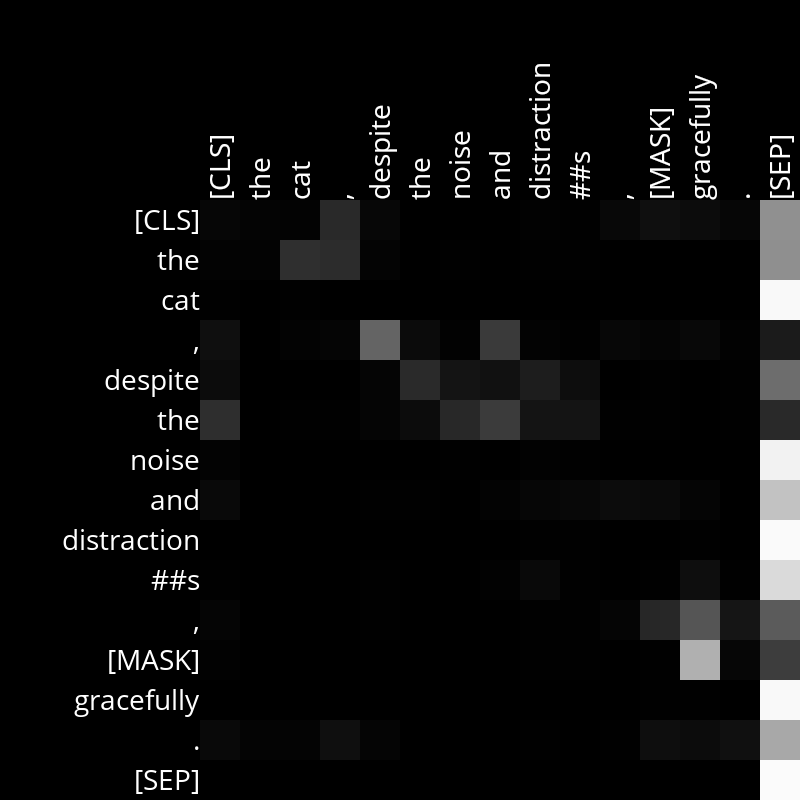 [CLS]
the
cat
,
despite
the
noise
and
distraction
##s
,
[MASK]
gracefully
.
[SEP]
[CLS]
the
cat
,
despite
the
noise
and
distraction
##s
,
[MASK]
gracefully
.
[SEP]